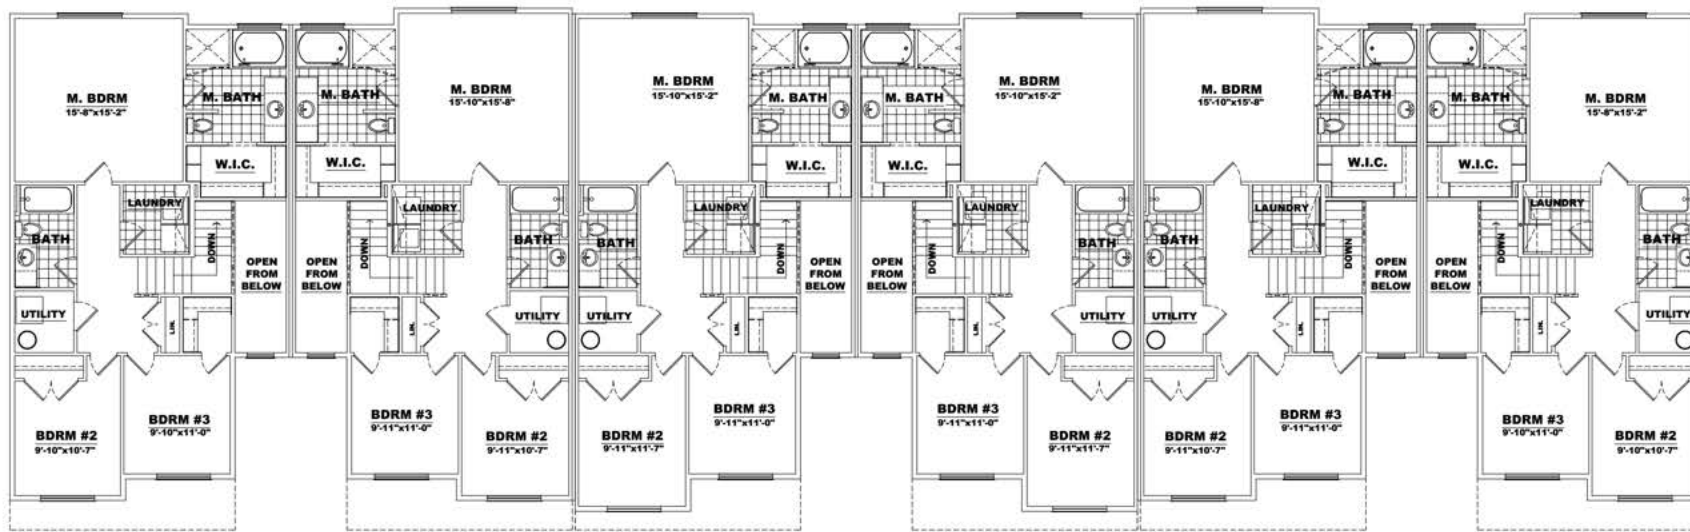 M. BDRM
15'-8"x15'-2"
M. BATH
W.I.C.
LAUNDRY
BATH
DOWN
OPEN
FROM
BELOW
UTILITY
LIN.
BDRM #2
9'-10"x10'-7"
BDRM #3
9'-10"x11'-0"
M. BATH
M. BDRM
15'-10"x15'-8"
W.I.C.
LAUNDRY
BATH
DOWN
OPEN
FROM
BELOW
UTILITY
LIN.
BDRM #3
9'-11"x11'-0"
BDRM #2
9'-11"x10'-7"
M. BDRM
15'-10"x15'-2"
M. BATH
W.I.C.
LAUNDRY
BATH
DOWN
OPEN
FROM
BELOW
UTILITY
LIN.
BDRM #2
9'-11"x11'-7"
BDRM #3
9'-11"x11'-0"
M. BATH
M. BDRM
15'-10"x15'-2"
W.I.C.
LAUNDRY
BATH
DOWN
OPEN
FROM
BELOW
UTILITY
LIN.
BDRM #3
9'-11"x11'-0"
BDRM #2
9'-11"x11'-7"
M. BDRM
15'-10"x15'-8"
M. BATH
W.I.C.
LAUNDRY
BATH
DOWN
OPEN
FROM
BELOW
UTILITY
LIN.
BDRM #2
9'-11"x10'-7"
BDRM #3
9'-11"x11'-0"
M. BATH
M. BDRM
15'-8"x15'-2"
W.I.C.
LAUNDRY
BATH
DOWN
OPEN
FROM
BELOW
UTILITY
LIN.
BDRM #3
9'-10"x11'-0"
BDRM #2
9'-10"x10'-7"